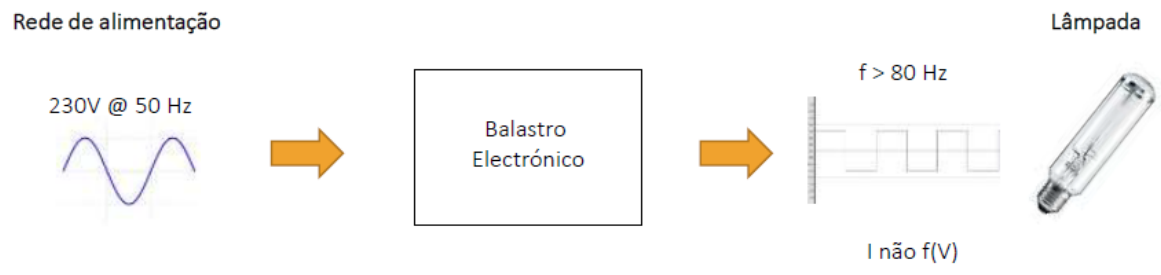 Rede de alimentação
Lâmpada
230V @ 50 Hz
Balastro
Electrónico
f > 80 Hz
I não f(V)